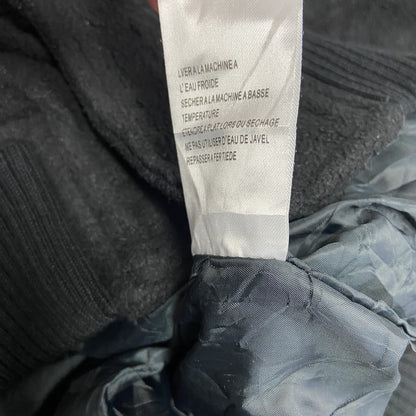 LVER A LA MACHINE A
L'EAU FROIDE
SECHER A LA MACHINE A BASSE
TEMPERATURE
ETENDRE A PLAT LORS DU SECHAGE
NE PAS UTILISER D'EAU DE JAVEL
REPASSER A FER TIEDE